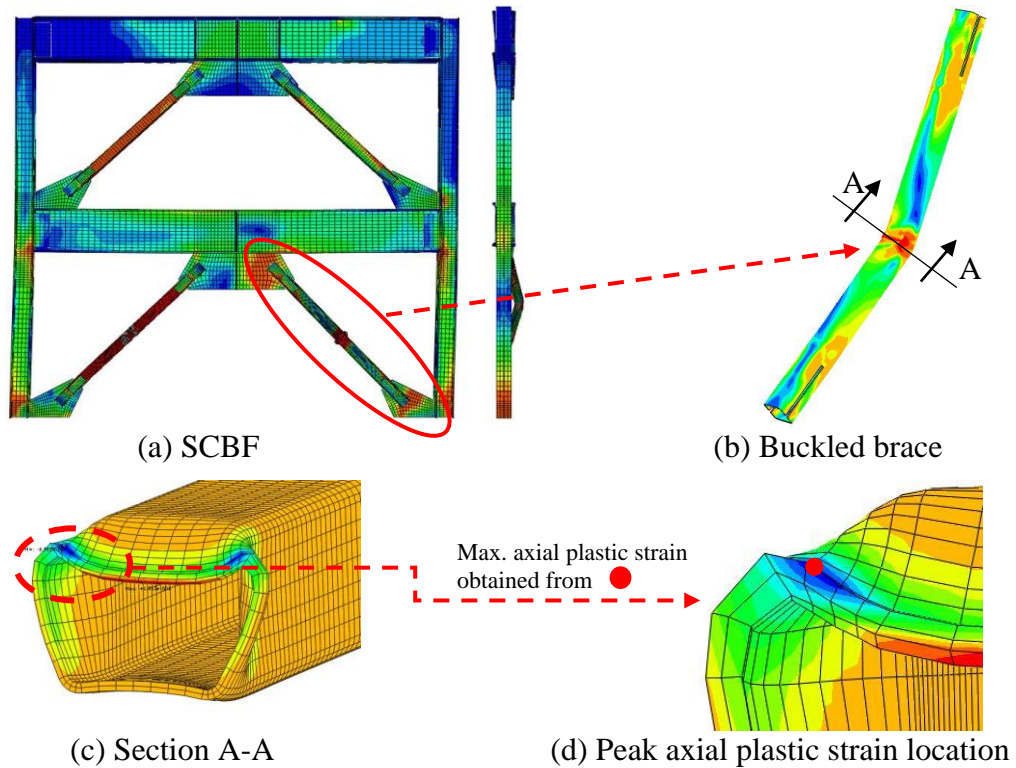 A
A
(a) SCBF
(b) Buckled brace
Max. axial plastic strain
obtained from
(c) Section A-A
(d) Peak axial plastic strain location